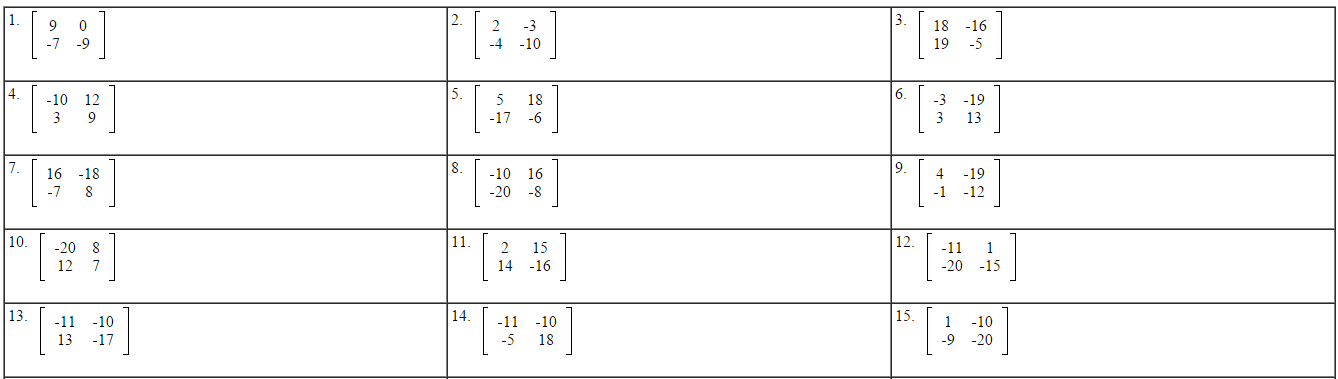 1. 9 0
-7 -9
2. 2 -3
-4 -10
3. 18 -16
19 -5
4. -10 12
3 9
5. 5 18
-17 -6
6. -3 -19
3 13
7. 16 -18
-7 8
8. -10 16
-20 -8
9. 4 -19
-1 -12
10. -20 8
12 7
11. 2 15
14 -16
12. -11 1
-20 -15
13. -11 -10
13 -17
14. -11 -10
-5 18
15. 1 -10
-9 -20